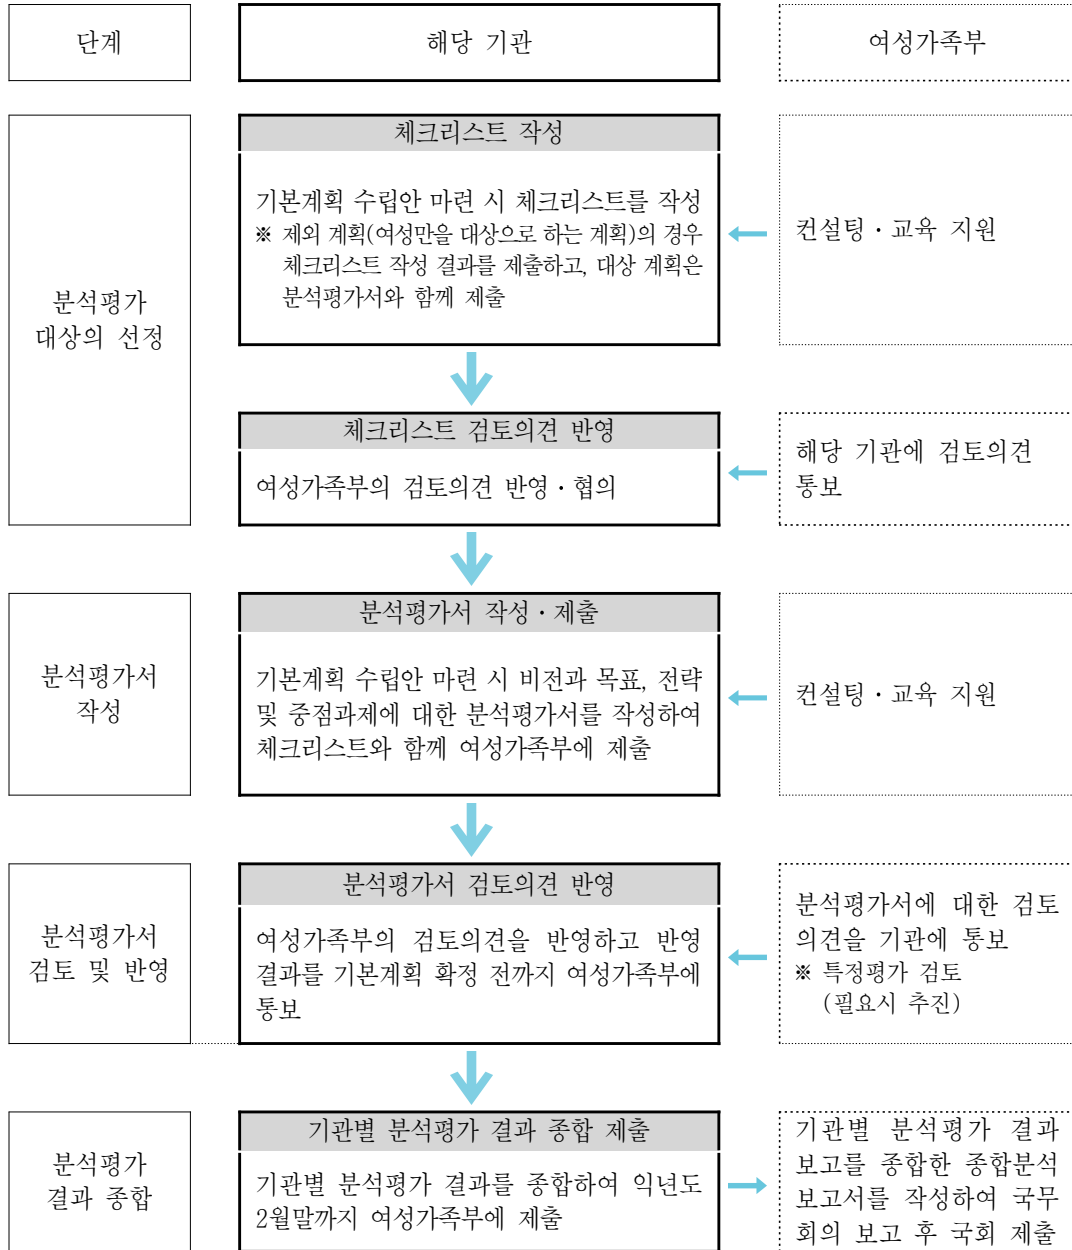 단계
해당 기관
여성가족부
분석평가
대상의 선정
체크리스트 작성
기본계획 수립안 마련 시 체크리스트를 작성
※ 제외 계획(여성만을 대상으로 하는 계획)의 경우
체크리스트 작성 결과를 제출하고, 대상 계획은
분석평가서와 함께 제출
컨설팅·교육 지원
체크리스트 검토의견 반영
여성가족부의 검토의견 반영·협의
해당 기관에 검토의견
통보
분석평가서
작성
분석평가서 작성·제출
기본계획 수립안 마련 시 비전과 목표, 전략
및 중점과제에 대한 분석평가서를 작성하여
체크리스트와 함께 여성가족부에 제출
컨설팅·교육 지원
분석평가서
검토 및 반영
분석평가서 검토의견 반영
여성가족부의 검토의견을 반영하고 반영
결과를 기본계획 확정 전까지 여성가족부에
통보
분석평가서에 대한 검토
의견을 기관에 통보
※ 특정평가 검토
(필요시 추진)
분석평가
결과 종합
기관별 분석평가 결과 종합 제출
기관별 분석평가 결과를 종합하여 익년도
2월말까지 여성가족부에 제출
기관별 분석평가 결과
보고를 종합한 종합분석
보고서를 작성하여 국무
회의 보고 후 국회 제출